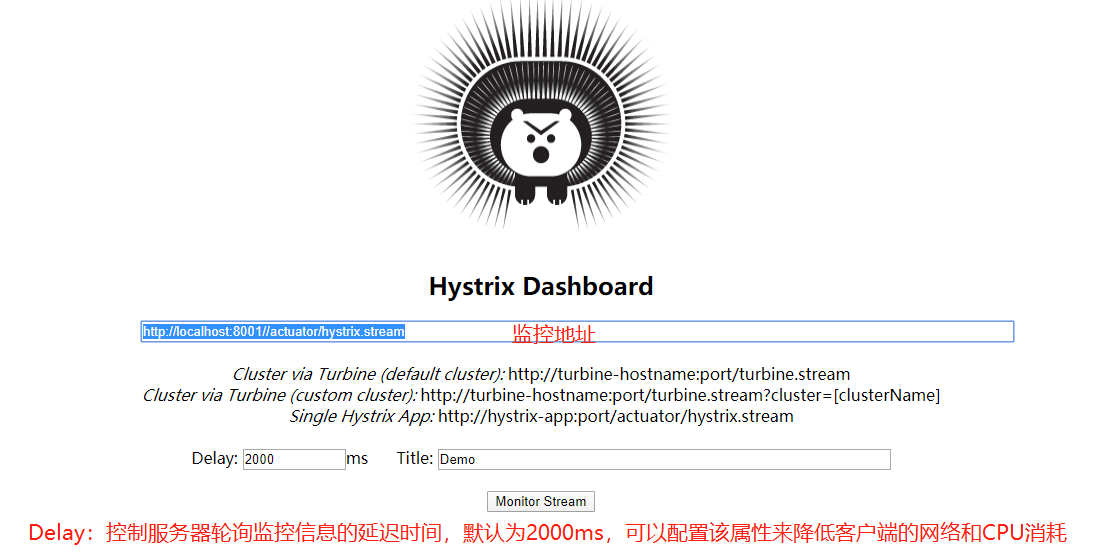 Hystrix Dashboard
http://localhost:8001//actuator/hystrix.stream 监控地址
Cluster via Turbine (default cluster): http://turbine-hostname:port/turbine.stream
Cluster via Turbine (custom cluster): http://turbine-hostname:port/turbine.stream?cluster=[clusterName]
Single Hystrix App: http://hystrix-app:port/actuator/hystrix.stream
Delay: 2000 ms Title: Demo
Monitor Stream
Delay：控制服务器轮询监控信息的延迟时间，默认为2000ms，可以配置该属性来降低客户端的网络和CPU消耗